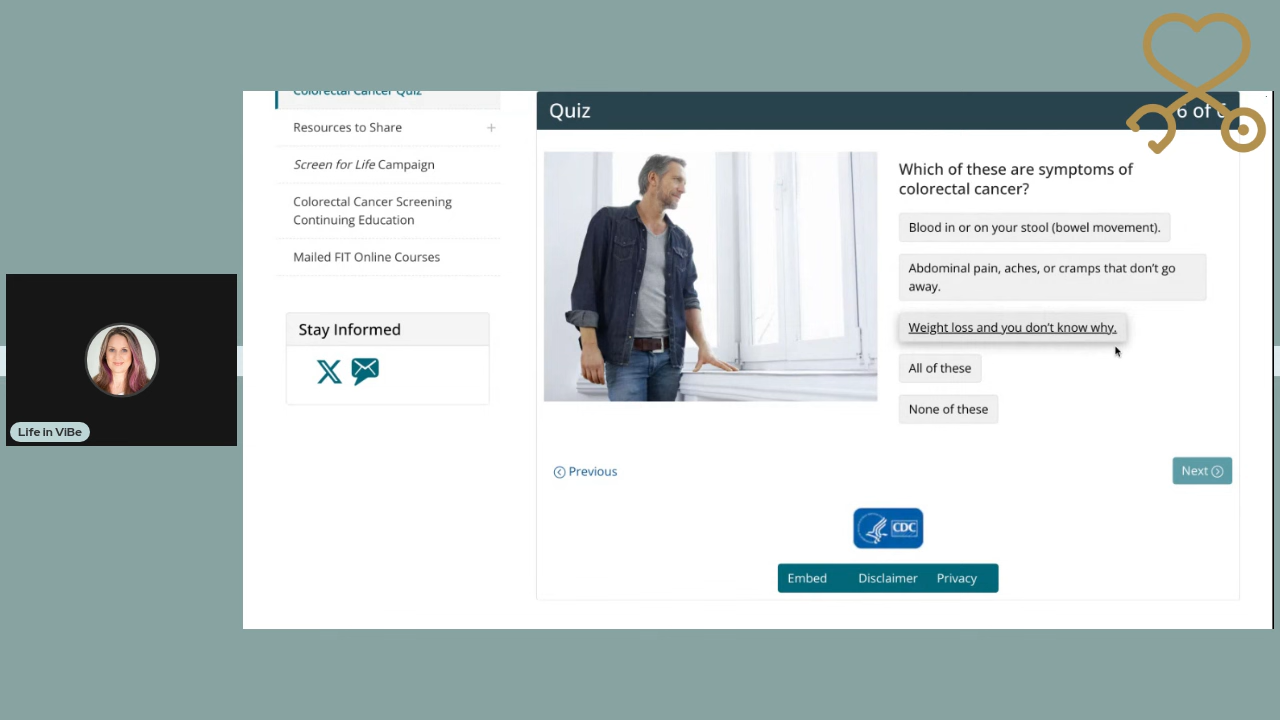 Colorectal Cancer Quiz
Resources to Share
Screen for Life Campaign
Colorectal Cancer Screening
Continuing Education
Mailed FIT Online Courses
Stay Informed
Life in ViBe
Quiz
6 of 6
Which of these are symptoms of
colorectal cancer?
Blood in or on your stool (bowel movement).
Abdominal pain, aches, or cramps that don't go
away.
Weight loss and you don't know why.
All of these
None of these
Previous
Next
CDC
Embed Disclaimer Privacy